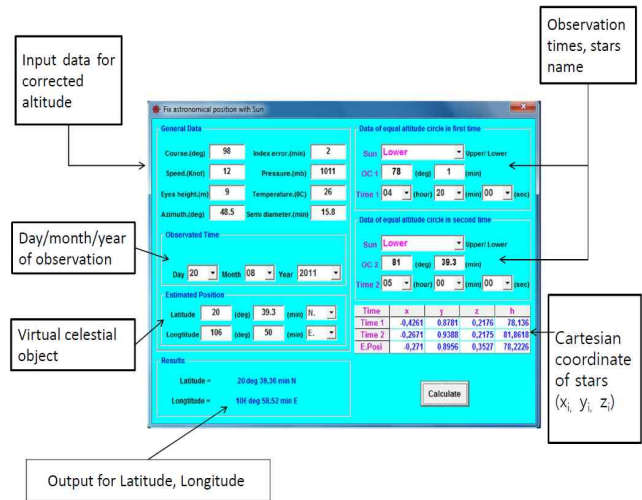 Input data for
corrected
altitude
Observation
times, stars
name
Day/month/year
of observation
Virtual celestial
object
Fix astronomical position with Sun
General Data
Course.(deg) 98 Index error.(min) 2
Speed.(Knot) 12 Pressure.(mb) 1011
Eyes height.(m) 9 Temperature.(0C) 26
Azimuth.(deg) 48.5 Semi diameter.(min) 15.8
Observated Time
Day 20 Month 08 Year 2011
Estimated Position
Latitude 20 (deg) 39.3 (min) N.
Longtitude 106 (deg) 50 (min) E.
Results
Latitude = 20 deg 39,36 min N
Longtitude = 106 deg 58,52 min E
Data of equal altitude circle in first time
Sun Lower Upper/ Lower
OC 1 78 (deg) 1 (min)
Time 1 04 (hour) 20 (min) 00 (sec)
Data of equal altitude circle in second time
Sun Lower Upper/ Lower
OC 2 81 (deg) 39.3 (min)
Time 2 05 (hour) 00 (min) 00 (sec)
Time x y z h
Time 1 -0,4261 0.8781 0,2176 78,136
Time 2 -0,2671 0.9388 0,2175 81,8618
E.Posi -0,271 0.8956 0,3527 78,2226
Calculate
Cartesian
coordinate
of stars
(xi, yi, zi)
Output for Latitude, Longitude